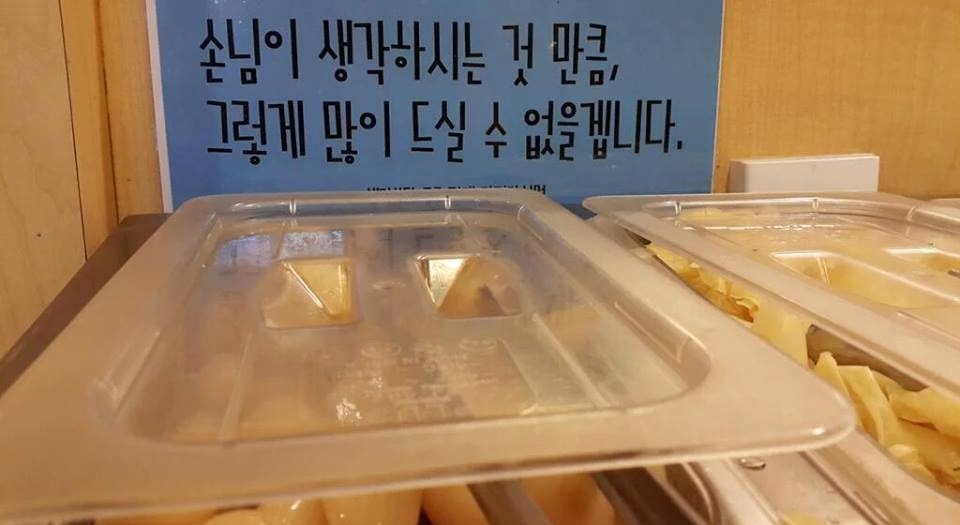 손님이 생각하시는 것 만큼,
그렇게 많이 드실 수 없을겝니다.